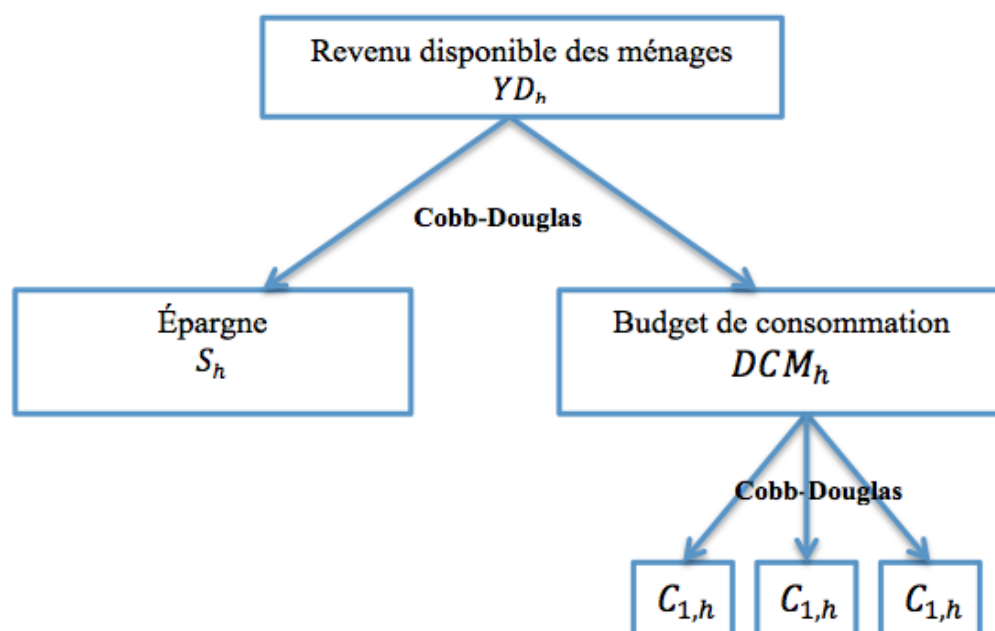 Revenu disponible des ménages
YDₕ
Cobb-Douglas
Épargne
Sₕ
Budget de consommation
DCMₕ
Cobb-Douglas
C₁,ₕ
C₁,ₕ
C₁,ₕ